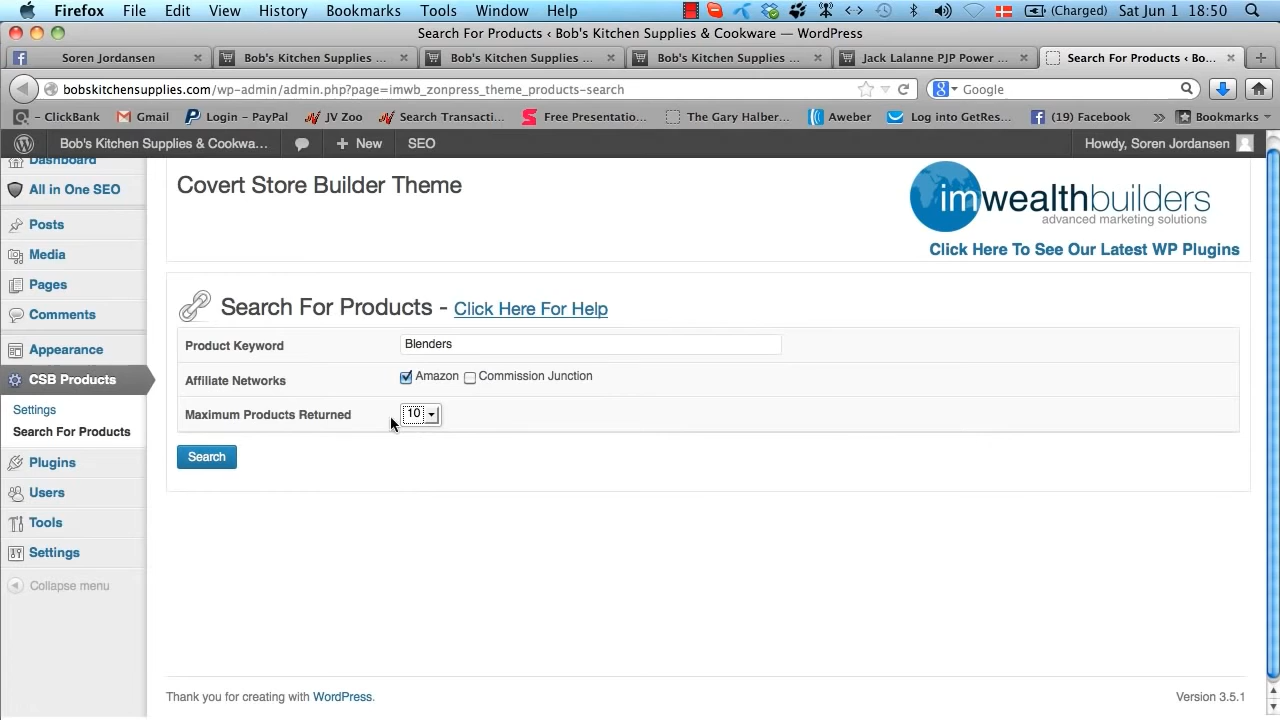 Firefox File Edit View History Bookmarks Tools Window Help (Charged) Sat Jun 1 18:50
Search For Products ‹ Bob's Kitchen Supplies & Cookware — WordPress
Soren Jordansen Bob's Kitchen Supplies ... Bob's Kitchen Supplies ... Bob's Kitchen Supplies ... Jack Lalanne PJP Power ... Search For Products ‹ Bo...
bobskitchensupplies.com/wp-admin/admin.php?page=imwb_zonpress_theme_products-search Google
- ClickBank Gmail Login - PayPal JV Zoo Search Transacti... Free Presentatio... The Gary Halber... Aweber Log into GetRes... (19) Facebook » Bookmarks
Bob's Kitchen Supplies & Cookwa... + New SEO Howdy, Soren Jordansen
Dashboard
All in One SEO
Posts
Media
Pages
Comments
Appearance
CSB Products
Settings
Search For Products
Plugins
Users
Tools
Settings
Collapse menu
Covert Store Builder Theme
imwealthbuilders
advanced marketing solutions
Click Here To See Our Latest WP Plugins
Search For Products - Click Here For Help
Product Keyword Blenders
Affiliate Networks Amazon Commission Junction
Maximum Products Returned 10
Search
Thank you for creating with WordPress. Version 3.5.1